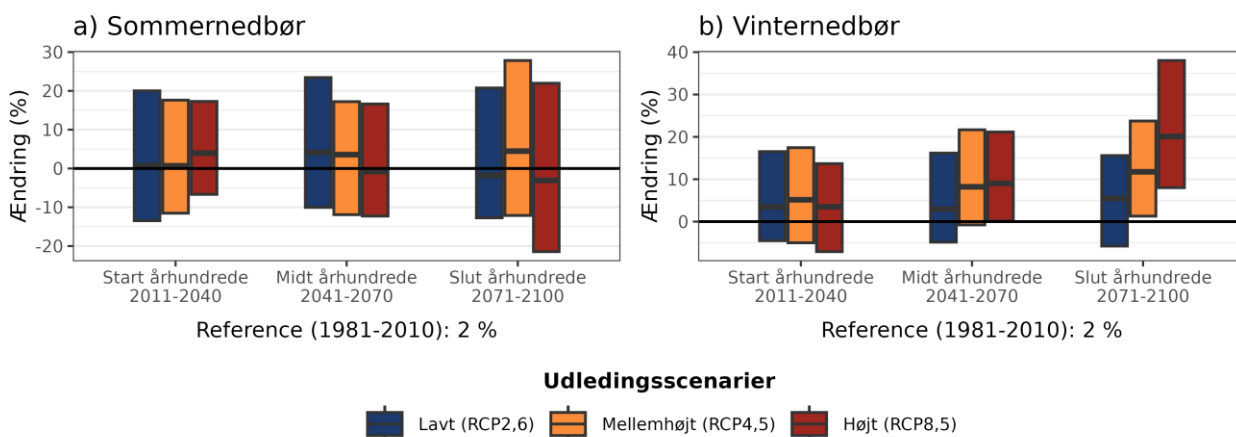 a) Sommernedbør
Ændring (%)
30
20
10
0
-10
-20
Start århundrede
2011-2040
Midt århundrede
2041-2070
Slut århundrede
2071-2100
Reference (1981-2010): 2 %
b) Vinternedbør
Ændring (%)
40
30
20
10
0
Start århundrede
2011-2040
Midt århundrede
2041-2070
Slut århundrede
2071-2100
Reference (1981-2010): 2 %
Udledingsscenarier
Lavt (RCP2,6)
Mellemhøjt (RCP4,5)
Højt (RCP8,5)